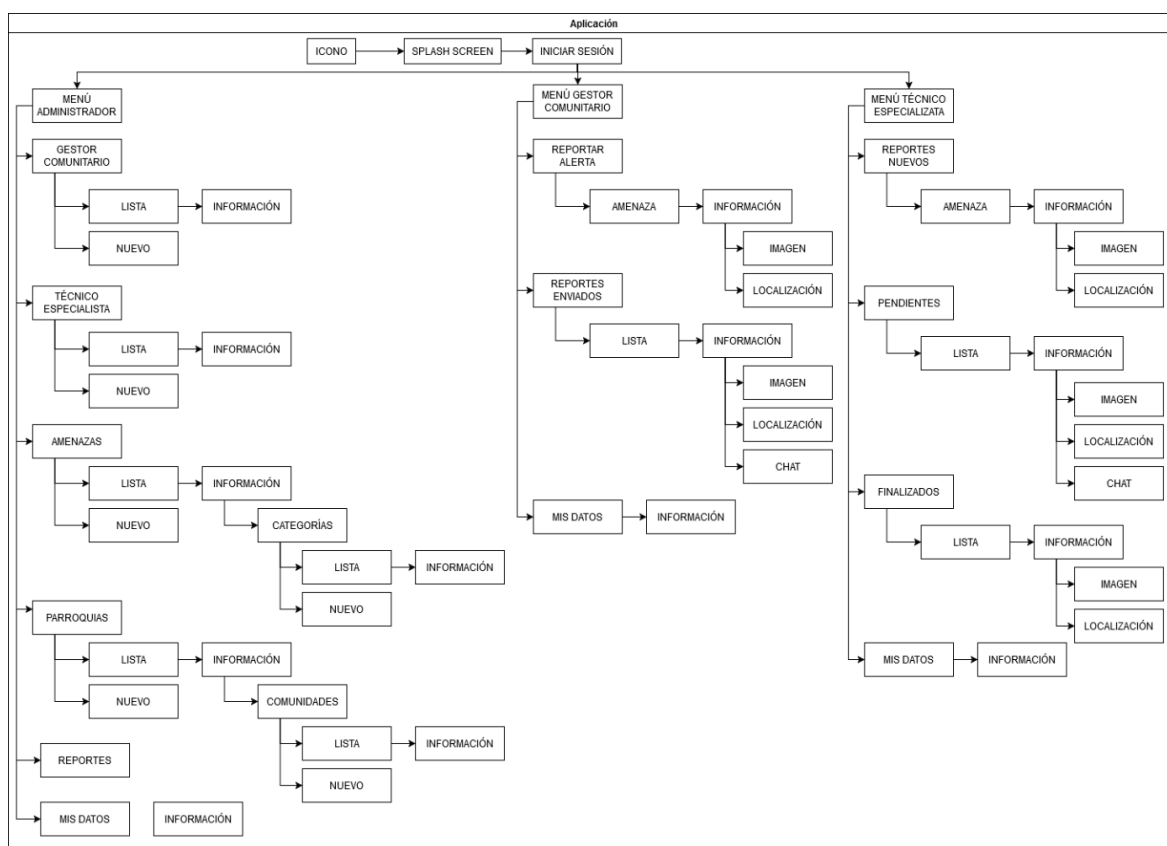 Aplicación
ICONO
SPLASH SCREEN
INICIAR SESIÓN
MENÚ
ADMINISTRADOR
GESTOR
COMUNITARIO
LISTA
INFORMACIÓN
NUEVO
TÉCNICO
ESPECIALISTA
LISTA
INFORMACIÓN
NUEVO
AMENAZAS
LISTA
INFORMACIÓN
NUEVO
CATEGORÍAS
LISTA
INFORMACIÓN
NUEVO
PARROQUIAS
LISTA
INFORMACIÓN
NUEVO
COMUNIDADES
LISTA
INFORMACIÓN
NUEVO
REPORTES
MIS DATOS
INFORMACIÓN
MENÚ GESTOR
COMUNITARIO
REPORTAR
ALERTA
AMENAZA
INFORMACIÓN
IMAGEN
LOCALIZACIÓN
REPORTES
ENVIADOS
LISTA
INFORMACIÓN
IMAGEN
LOCALIZACIÓN
CHAT
MIS DATOS
INFORMACIÓN
MENÚ TÉCNICO
ESPECIALIZATA
REPORTES
NUEVOS
AMENAZA
INFORMACIÓN
IMAGEN
LOCALIZACIÓN
PENDIENTES
LISTA
INFORMACIÓN
IMAGEN
LOCALIZACIÓN
CHAT
FINALIZADOS
LISTA
INFORMACIÓN
IMAGEN
LOCALIZACIÓN
MIS DATOS
INFORMACIÓN